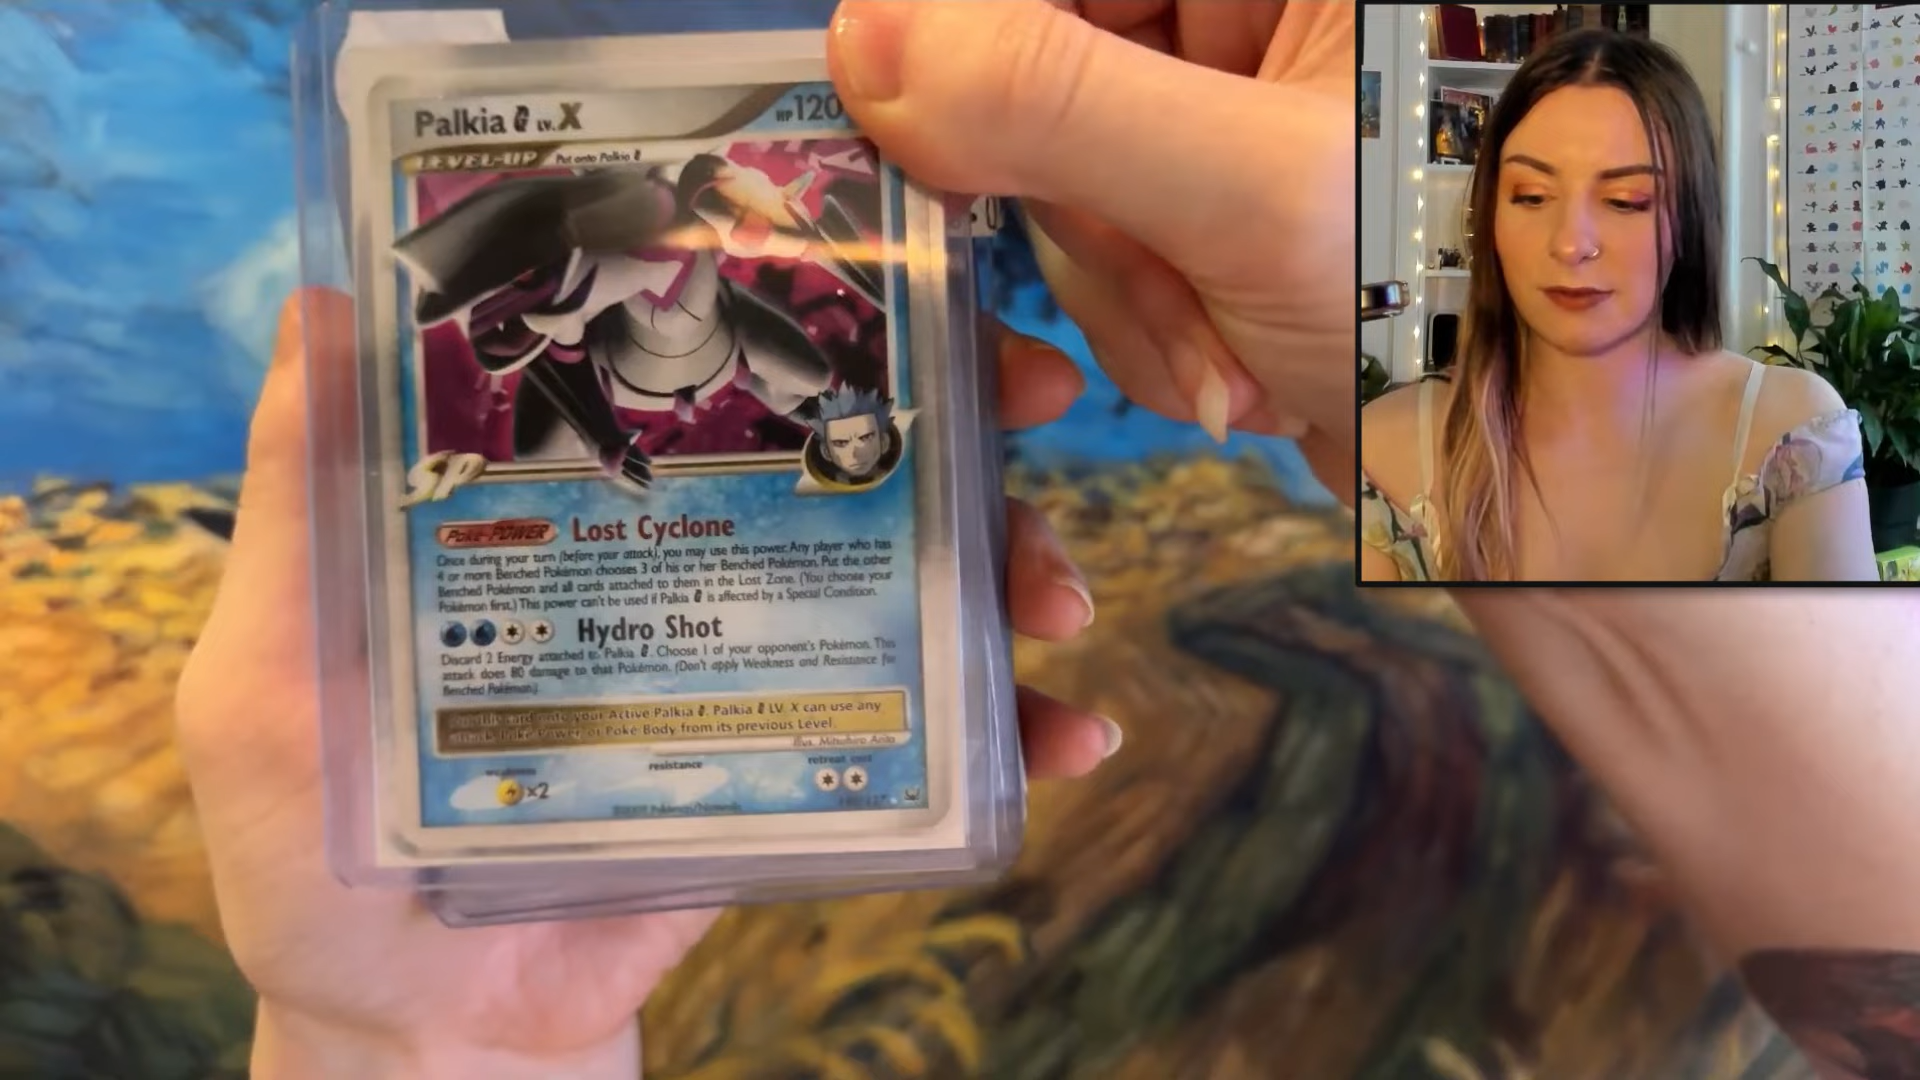 Palkia G LV.X
HP 120
LEVEL-UP Put onto Palkia G
SP
Poké-POWER Lost Cyclone
Once during your turn (before your attack), you may use this power. Any player who has
4 or more Benched Pokémon chooses 3 of his or her Benched Pokémon. Put the other
Benched Pokémon and all cards attached to them in the Lost Zone. (You choose your
Pokémon first.) This power can't be used if Palkia G is affected by a Special Condition.
Hydro Shot
Discard 2 Energy attached to Palkia G. Choose 1 of your opponent's Pokémon. This
attack does 80 damage to that Pokémon. (Don't apply Weakness and Resistance for
Benched Pokémon.)
Put this card onto your Active Palkia G. Palkia G LV. X can use any
attack, Poké-Power, or Poké-Body from its previous Level.
Illus. Mitsuhiro Arita
weakness
resistance
retreat cost
x2
©2009 Pokémon/Nintendo